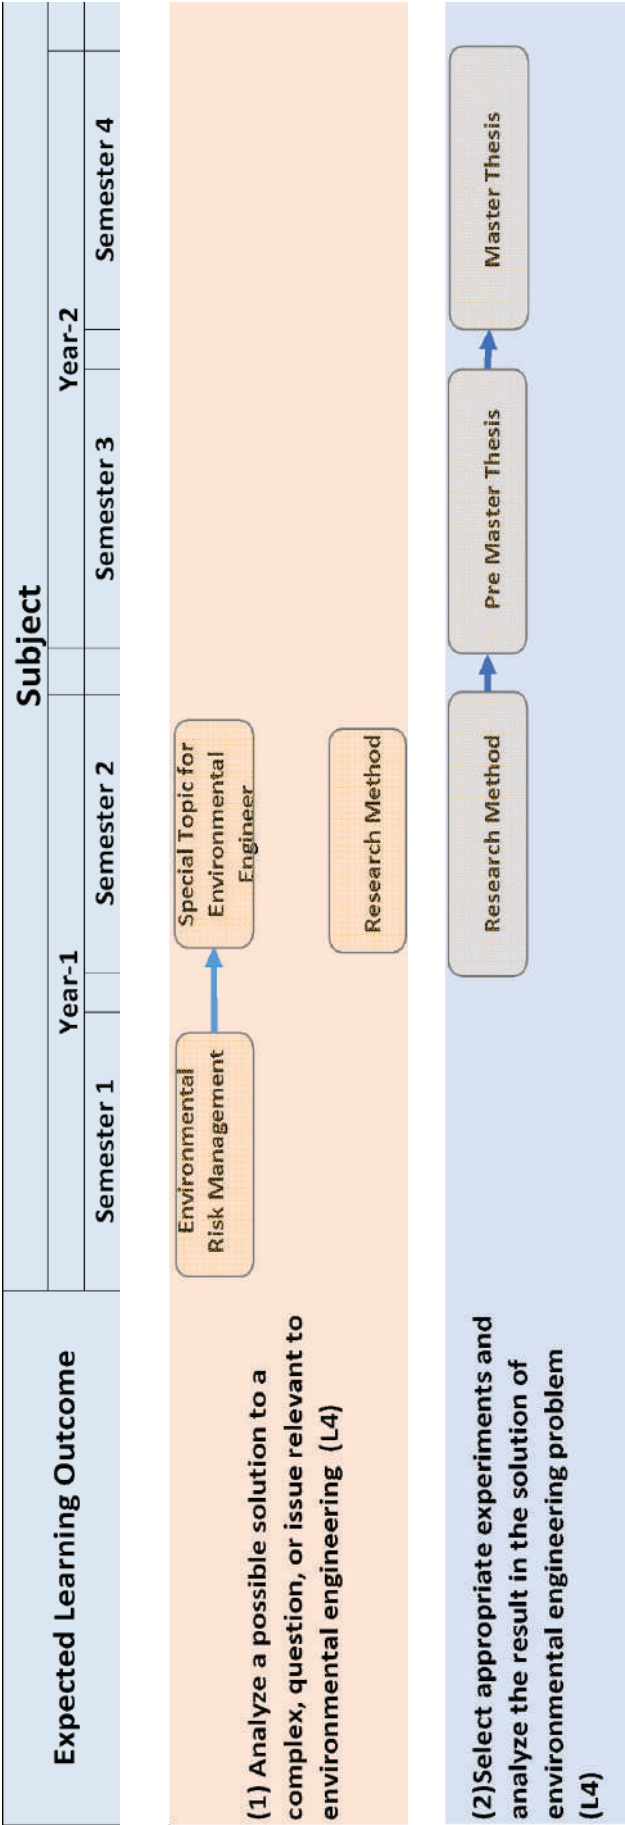 Expected Learning Outcome
Subject
Year-1
Year-2
Semester 1
Semester 2
Semester 3
Semester 4
(1) Analyze a possible solution to a
complex, question, or issue relevant to
environmental engineering (L4)
Environmental
Risk Management
Special Topic for
Environmental
Engineer
Research Method
(2)Select appropriate experiments and
analyze the result in the solution of
environmental engineering problem
(L4)
Research Method
Pre Master Thesis
Master Thesis